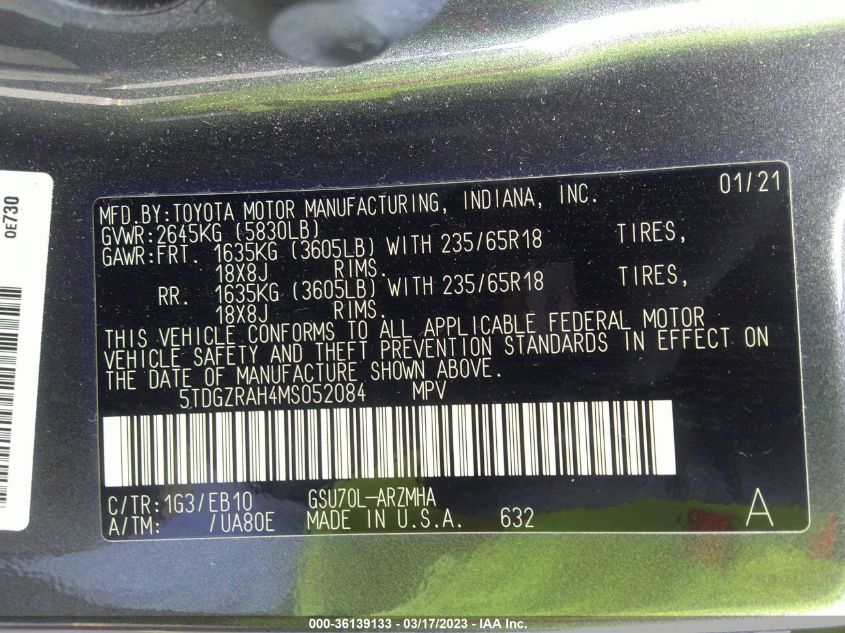 0E730
01/21
MFD.BY:TOYOTA MOTOR MANUFACTURING, INDIANA, INC.
GVWR:2645KG (5830LB)
GAWR:FRT. 1635KG (3605LB) WITH 235/65R18 TIRES,
18X8J RIMS.
RR. 1635KG (3605LB) WITH 235/65R18 TIRES,
18X8J RIMS.
THIS VEHICLE CONFORMS TO ALL APPLICABLE FEDERAL MOTOR
VEHICLE SAFETY AND THEFT PREVENTION STANDARDS IN EFFECT ON
THE DATE OF MANUFACTURE SHOWN ABOVE.
5TDGZRAH4MS052084 MPV
C/TR:1G3/EB10 GSU70L-ARZMHA
A/TM: /UA80E MADE IN U.S.A. 632 A
000-36139133 - 03/17/2023 - IAA Inc.